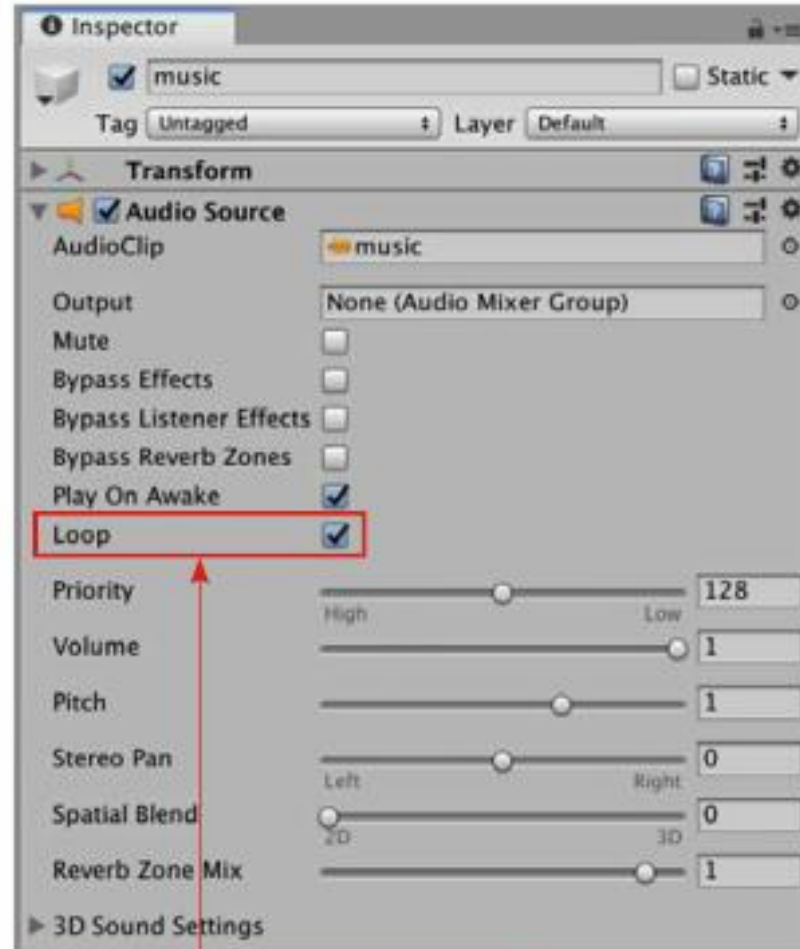 Inspector
music Static
Tag Untagged Layer Default
Transform
Audio Source
AudioClip music
Output None (Audio Mixer Group)
Mute
Bypass Effects
Bypass Listener Effects
Bypass Reverb Zones
Play On Awake
Loop
Priority 128
High Low
Volume 1
Pitch 1
Stereo Pan 0
Left Right
Spatial Blend 0
2D 3D
Reverb Zone Mix 1
3D Sound Settings